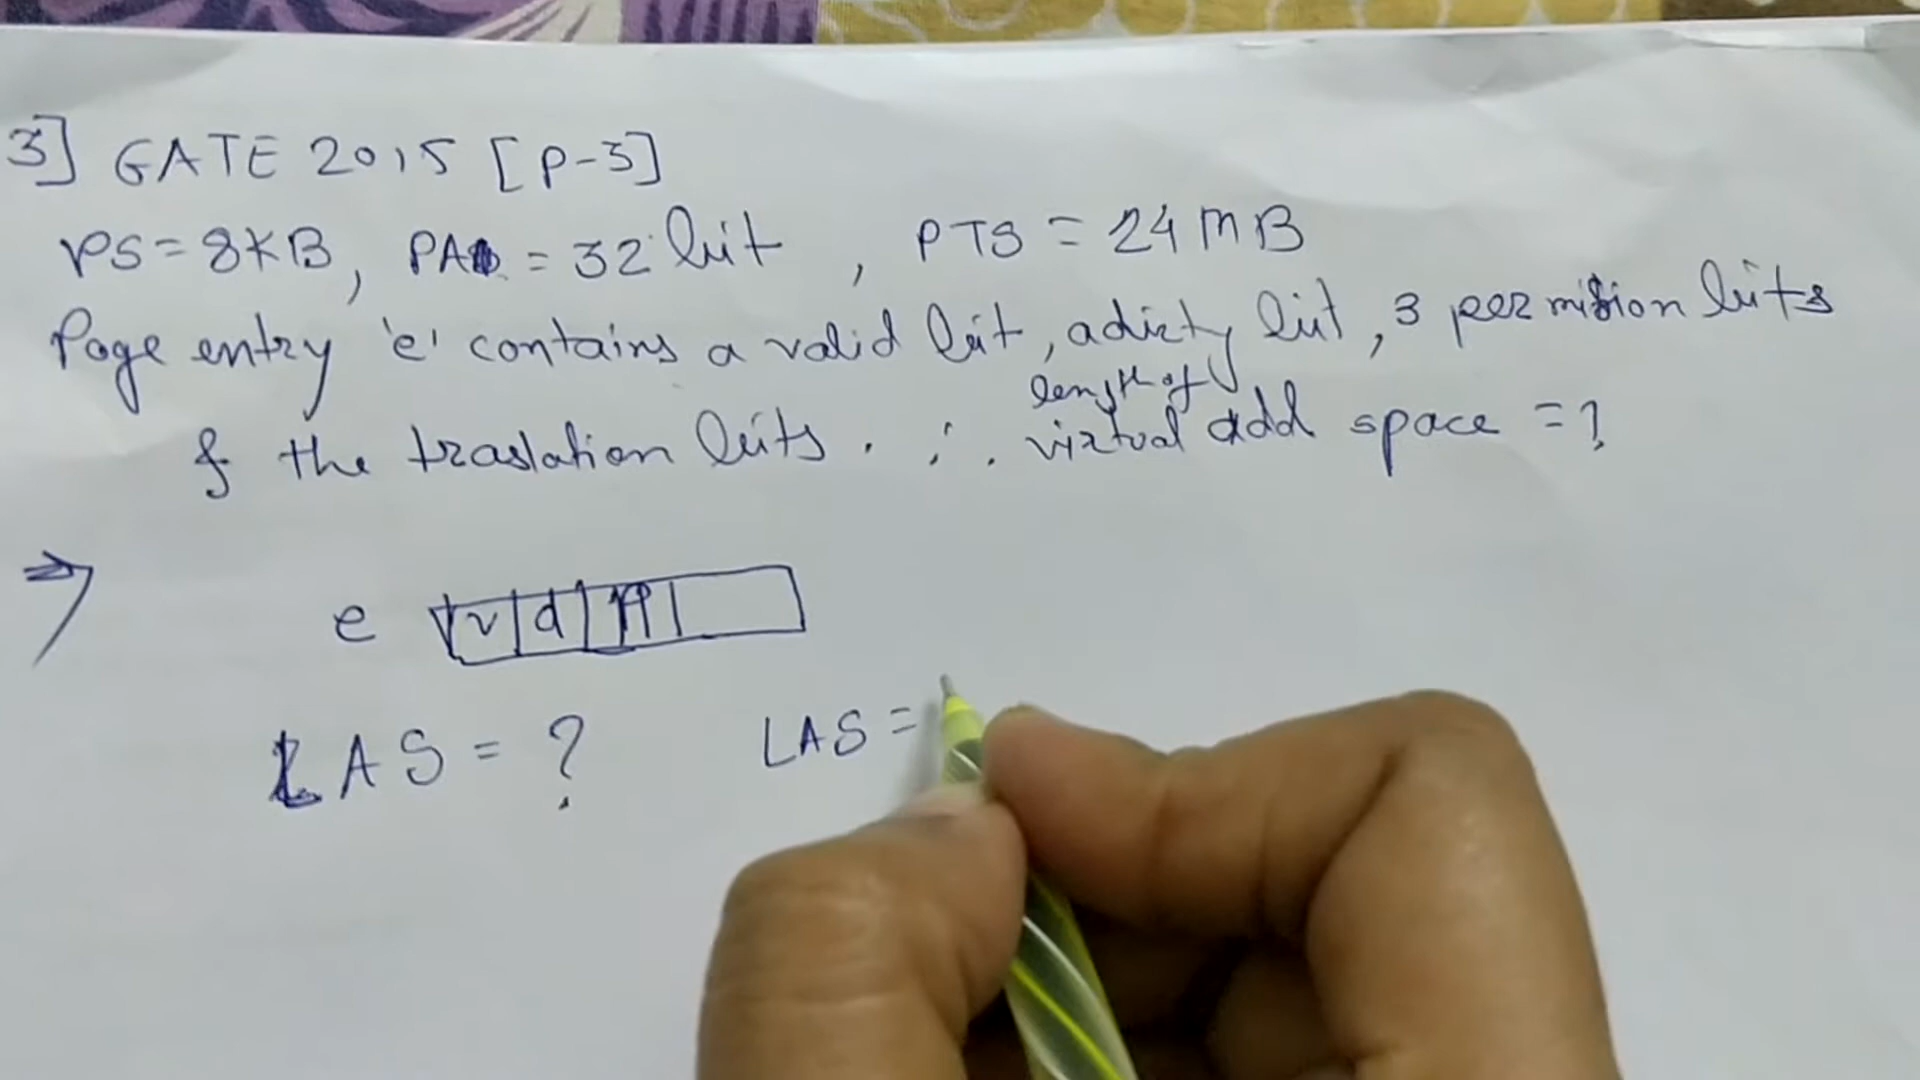 3] GATE 2015 [P-3]
PS = 8KB, PA = 32 bit, PTS = 24 MB
Page entry 'e' contains a valid bit, a dirty bit, 3 permission bits
length of
& the traslation bits. ∴ virtual add space = ?
⇒ e v d P
LAS = ? LAS =